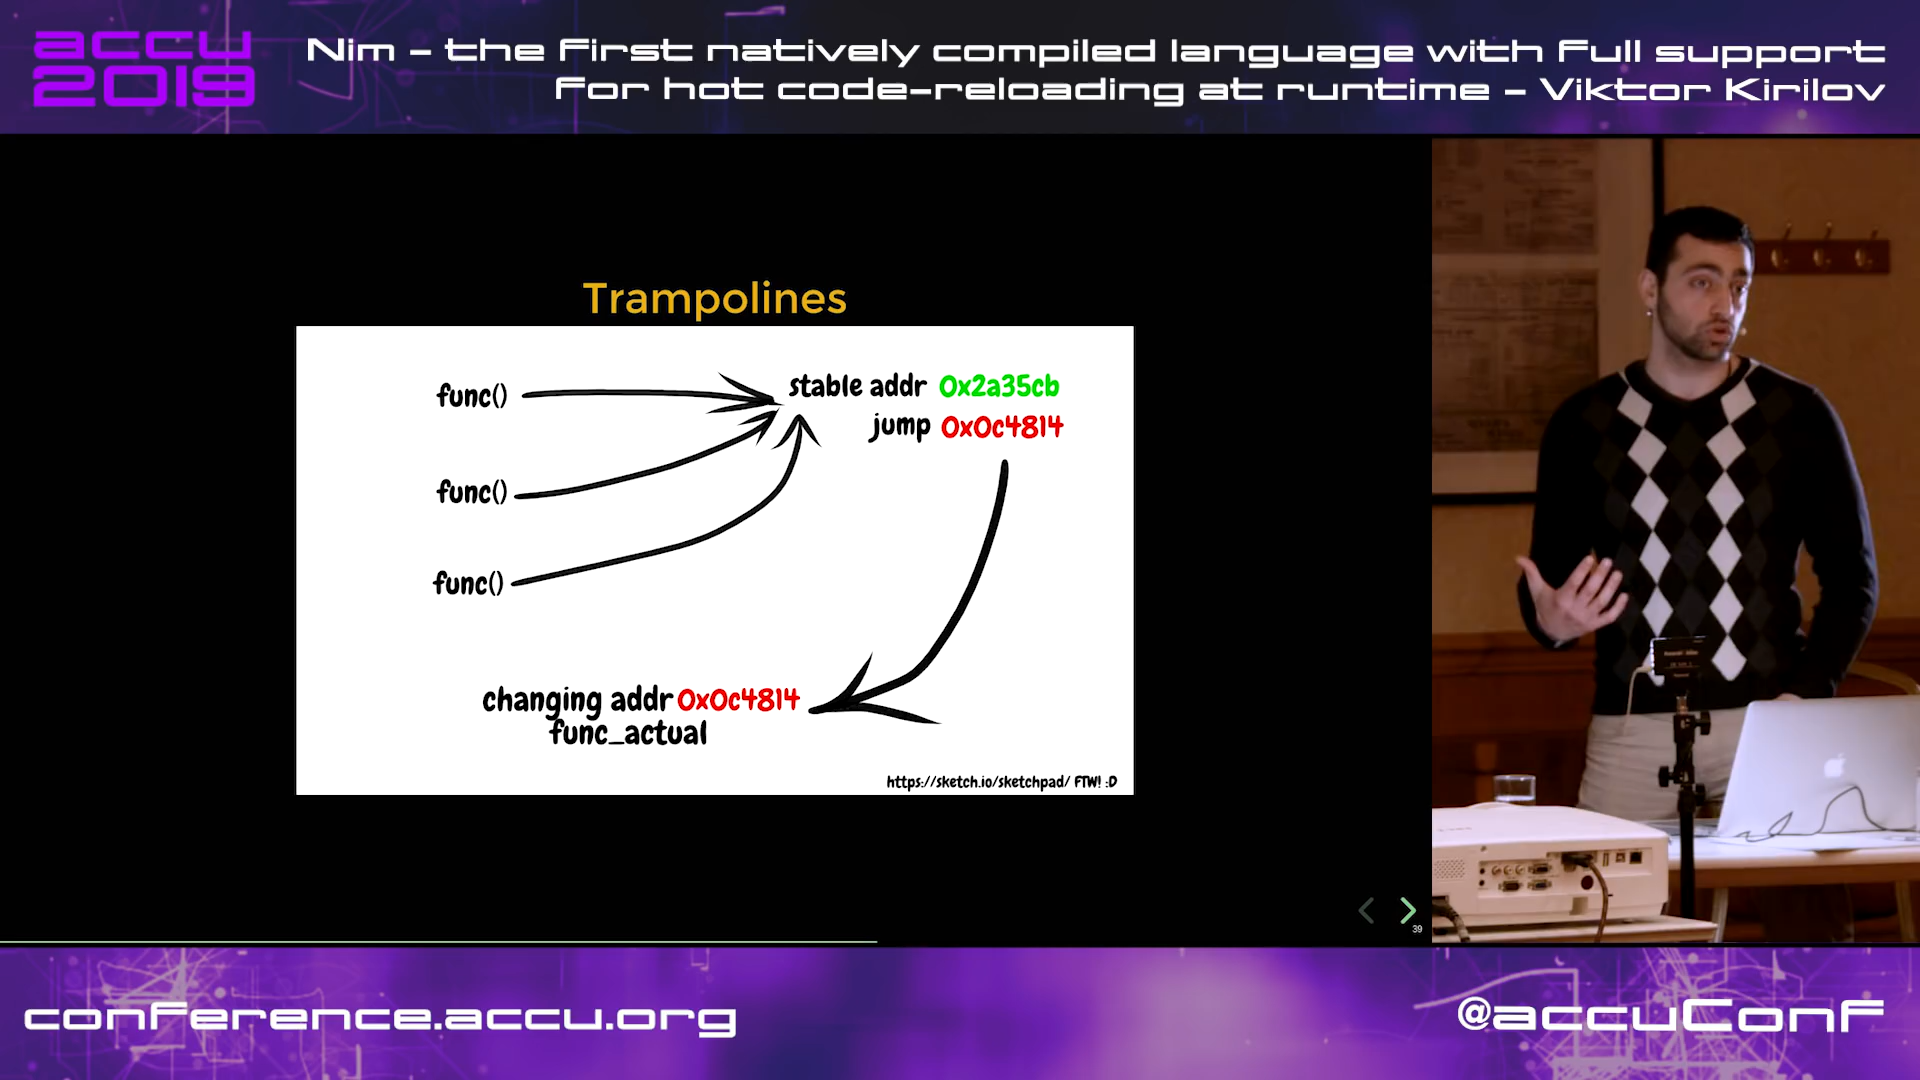 accu
2019
Nim - the first natively compiled language with full support
for hot code-reloading at runtime - Viktor Kirilov
Trampolines
func()
stable addr 0x2a35cb
jump 0x0c4814
func()
func()
changing addr 0x0c4814
func_actual
https://sketch.io/sketchpad/ FTW! :D
39
conference.accu.org
@accuConf